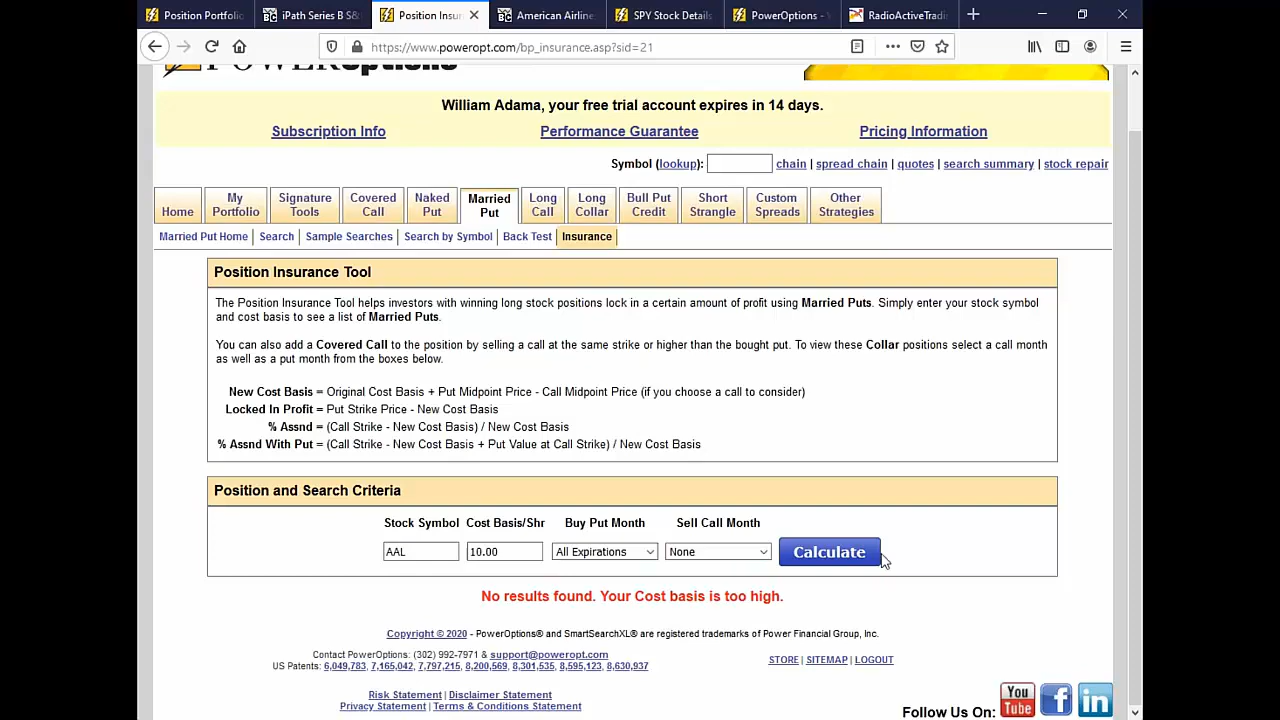 Position Portfolio
iPath Series B S&
Position Insur
American Airline
SPY Stock Details
PowerOptions -
RadioActiveTradi
https://www.poweropt.com/bp_insurance.asp?sid=21
POWEROptions
William Adama, your free trial account expires in 14 days.
Subscription Info
Performance Guarantee
Pricing Information
Symbol (lookup): chain | spread chain | quotes | search summary | stock repair
Home
My Portfolio
Signature Tools
Covered Call
Naked Put
Married Put
Long Call
Long Collar
Bull Put Credit
Short Strangle
Custom Spreads
Other Strategies
Married Put Home | Search | Sample Searches | Search by Symbol | Back Test | Insurance
Position Insurance Tool
The Position Insurance Tool helps investors with winning long stock positions lock in a certain amount of profit using Married Puts. Simply enter your stock symbol
and cost basis to see a list of Married Puts.
You can also add a Covered Call to the position by selling a call at the same strike or higher than the bought put. To view these Collar positions select a call month
as well as a put month from the boxes below.
New Cost Basis = Original Cost Basis + Put Midpoint Price - Call Midpoint Price (if you choose a call to consider)
Locked In Profit = Put Strike Price - New Cost Basis
% Assnd = (Call Strike - New Cost Basis) / New Cost Basis
% Assnd With Put = (Call Strike - New Cost Basis + Put Value at Call Strike) / New Cost Basis
Position and Search Criteria
Stock Symbol Cost Basis/Shr Buy Put Month Sell Call Month
AAL 10.00 All Expirations None Calculate
No results found. Your Cost basis is too high.
Copyright © 2020 - PowerOptions® and SmartSearchXL® are registered trademarks of Power Financial Group, Inc.
Contact PowerOptions: (302) 992-7971 & support@poweropt.com
US Patents: 6,049,783, 7,165,042, 7,797,215, 8,200,569, 8,301,535, 8,595,123, 8,630,937
STORE | SITEMAP | LOGOUT
Risk Statement | Disclaimer Statement
Privacy Statement | Terms & Conditions Statement
Follow Us On: You Tube f in